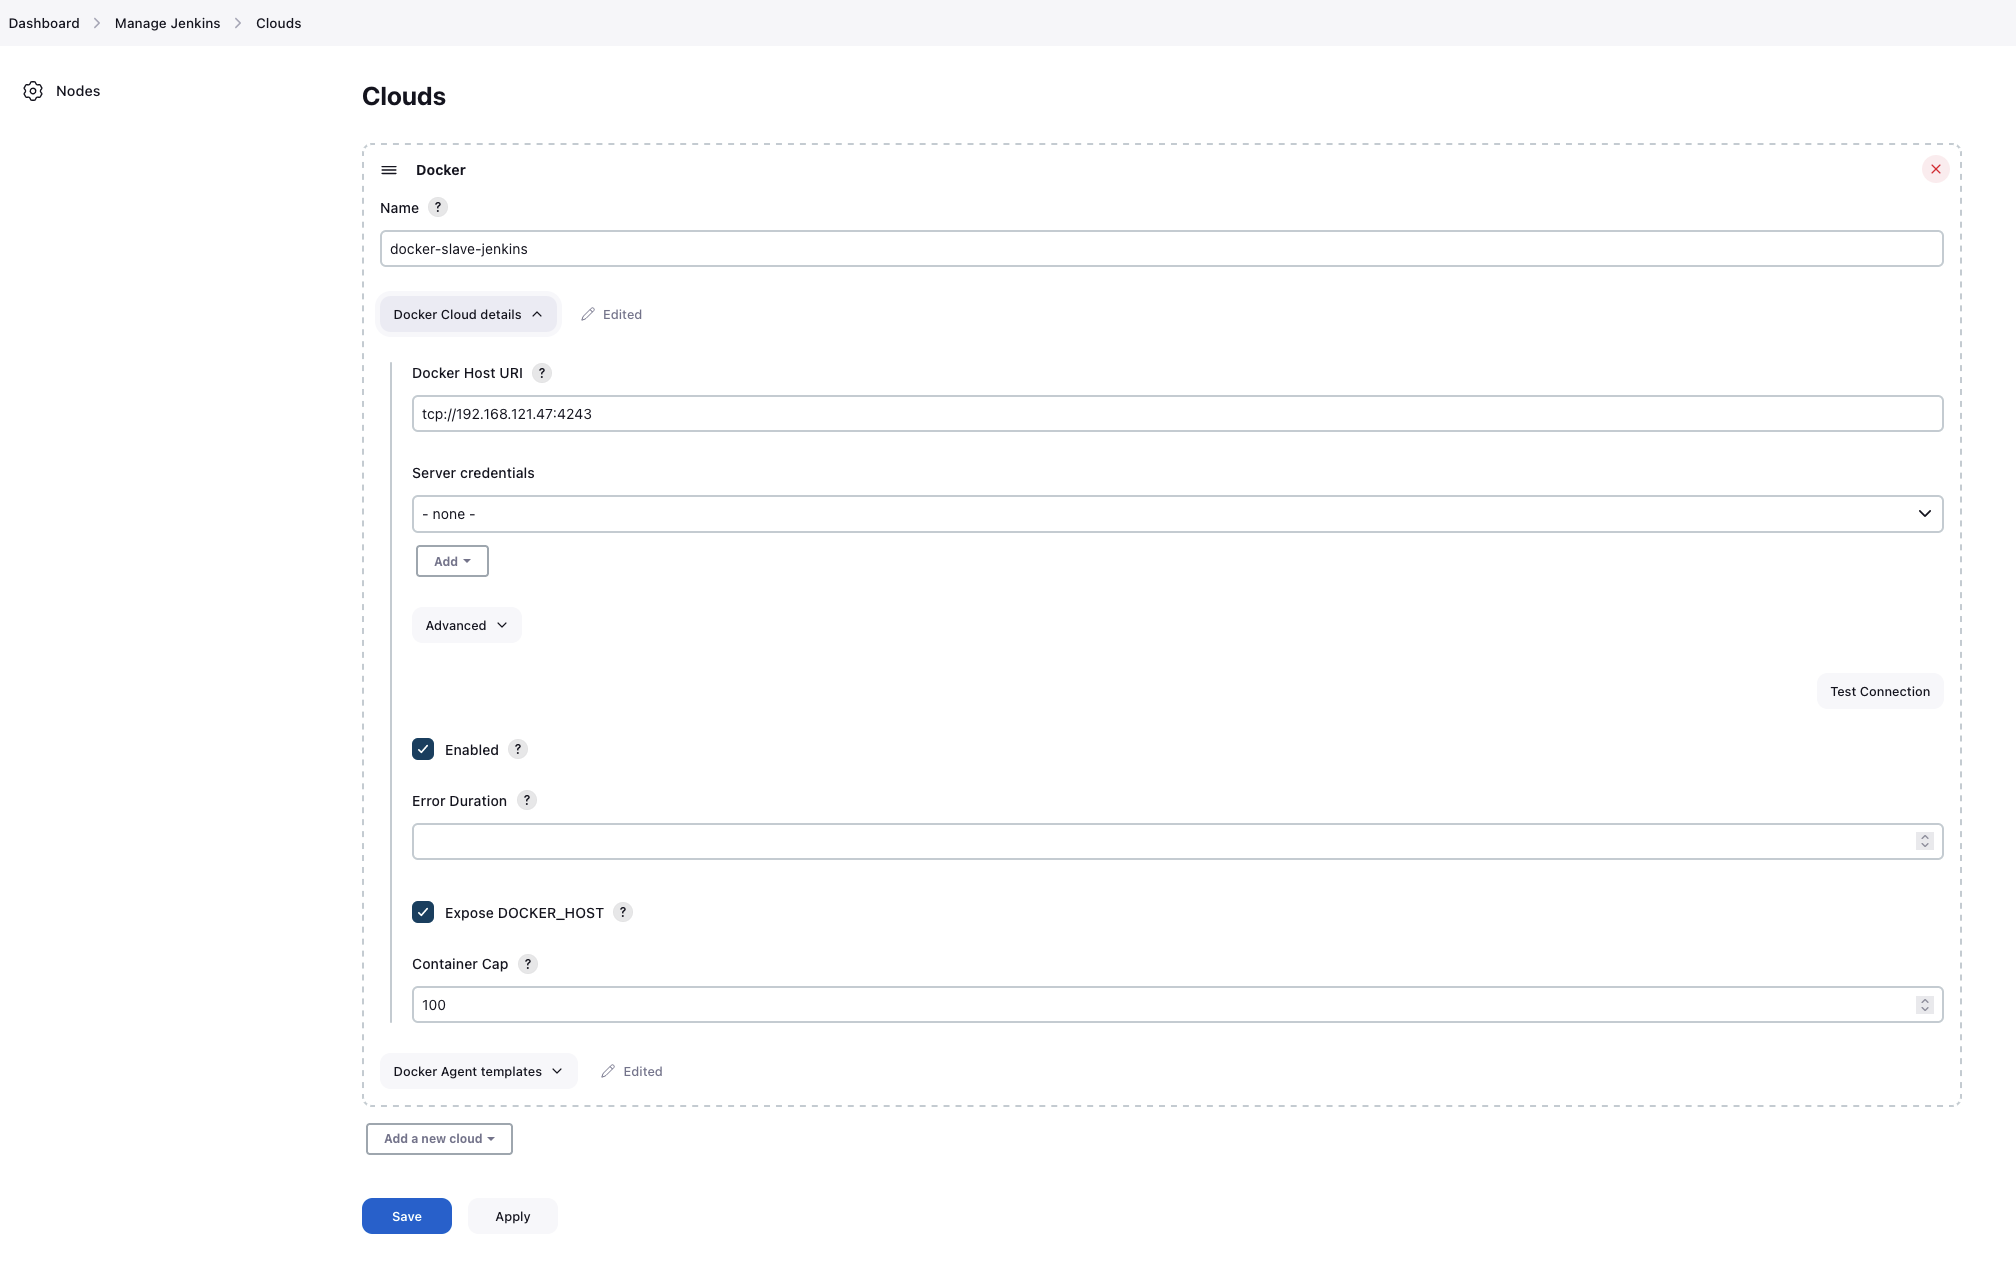 Dashboard > Manage Jenkins > Clouds
Nodes
Clouds
Docker
Name ?
docker-slave-jenkins
Docker Cloud details
Edited
Docker Host URI ?
tcp://192.168.121.47:4243
Server credentials
- none -
Add
Advanced
Test Connection
Enabled ?
Error Duration ?
Expose DOCKER_HOST ?
Container Cap ?
100
Docker Agent templates
Edited
Add a new cloud
Save
Apply